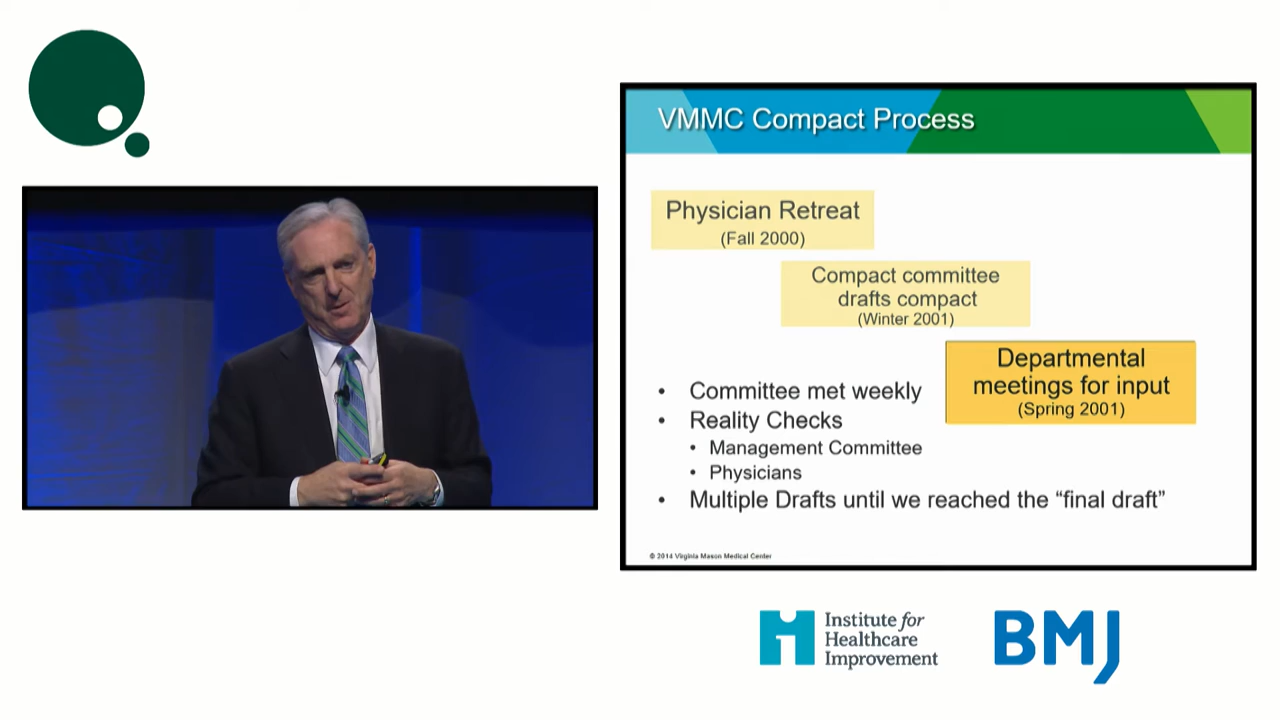 VMMC Compact Process
Physician Retreat
(Fall 2000)
Compact committee
drafts compact
(Winter 2001)
Departmental
meetings for input
(Spring 2001)
• Committee met weekly
• Reality Checks
• Management Committee
• Physicians
• Multiple Drafts until we reached the “final draft”
© 2014 Virginia Mason Medical Center
Institute for
Healthcare
Improvement
BMJ